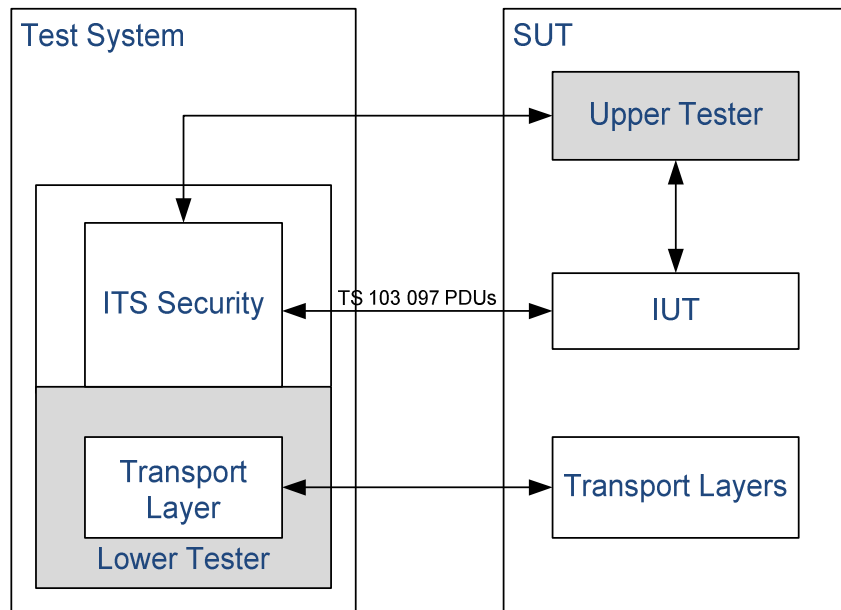 Test System
SUT
Upper Tester
ITS Security
TS 103 097 PDUs
IUT
Transport
Layer
Transport Layers
Lower Tester